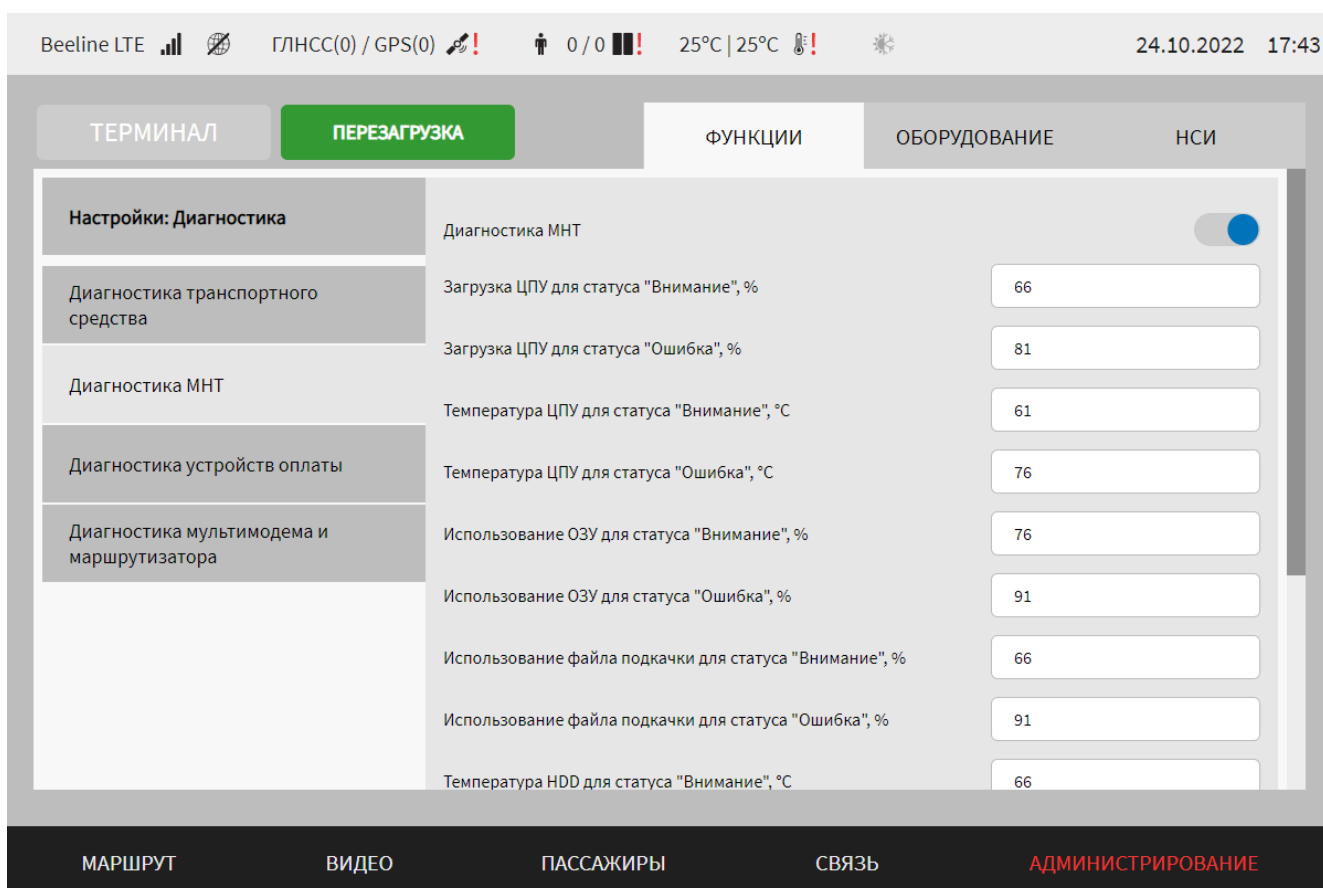 Beeline LTE ГЛНСС(0) / GPS(0) ! 0 / 0 ! 25°C | 25°C ! 24.10.2022 17:43
ТЕРМИНАЛ ПЕРЕЗАГРУЗКА ФУНКЦИИ ОБОРУДОВАНИЕ НСИ
Настройки: Диагностика
Диагностика транспортного
средства
Диагностика МНТ
Диагностика устройств оплаты
Диагностика мультимодема и
маршрутизатора
Диагностика МНТ
Загрузка ЦПУ для статуса "Внимание", % 66
Загрузка ЦПУ для статуса "Ошибка", % 81
Температура ЦПУ для статуса "Внимание", °C 61
Температура ЦПУ для статуса "Ошибка", °C 76
Использование ОЗУ для статуса "Внимание", % 76
Использование ОЗУ для статуса "Ошибка", % 91
Использование файла подкачки для статуса "Внимание", % 66
Использование файла подкачки для статуса "Ошибка", % 91
Температура HDD для статуса "Внимание", °C 66
МАРШРУТ ВИДЕО ПАССАЖИРЫ СВЯЗЬ АДМИНИСТРИРОВАНИЕ